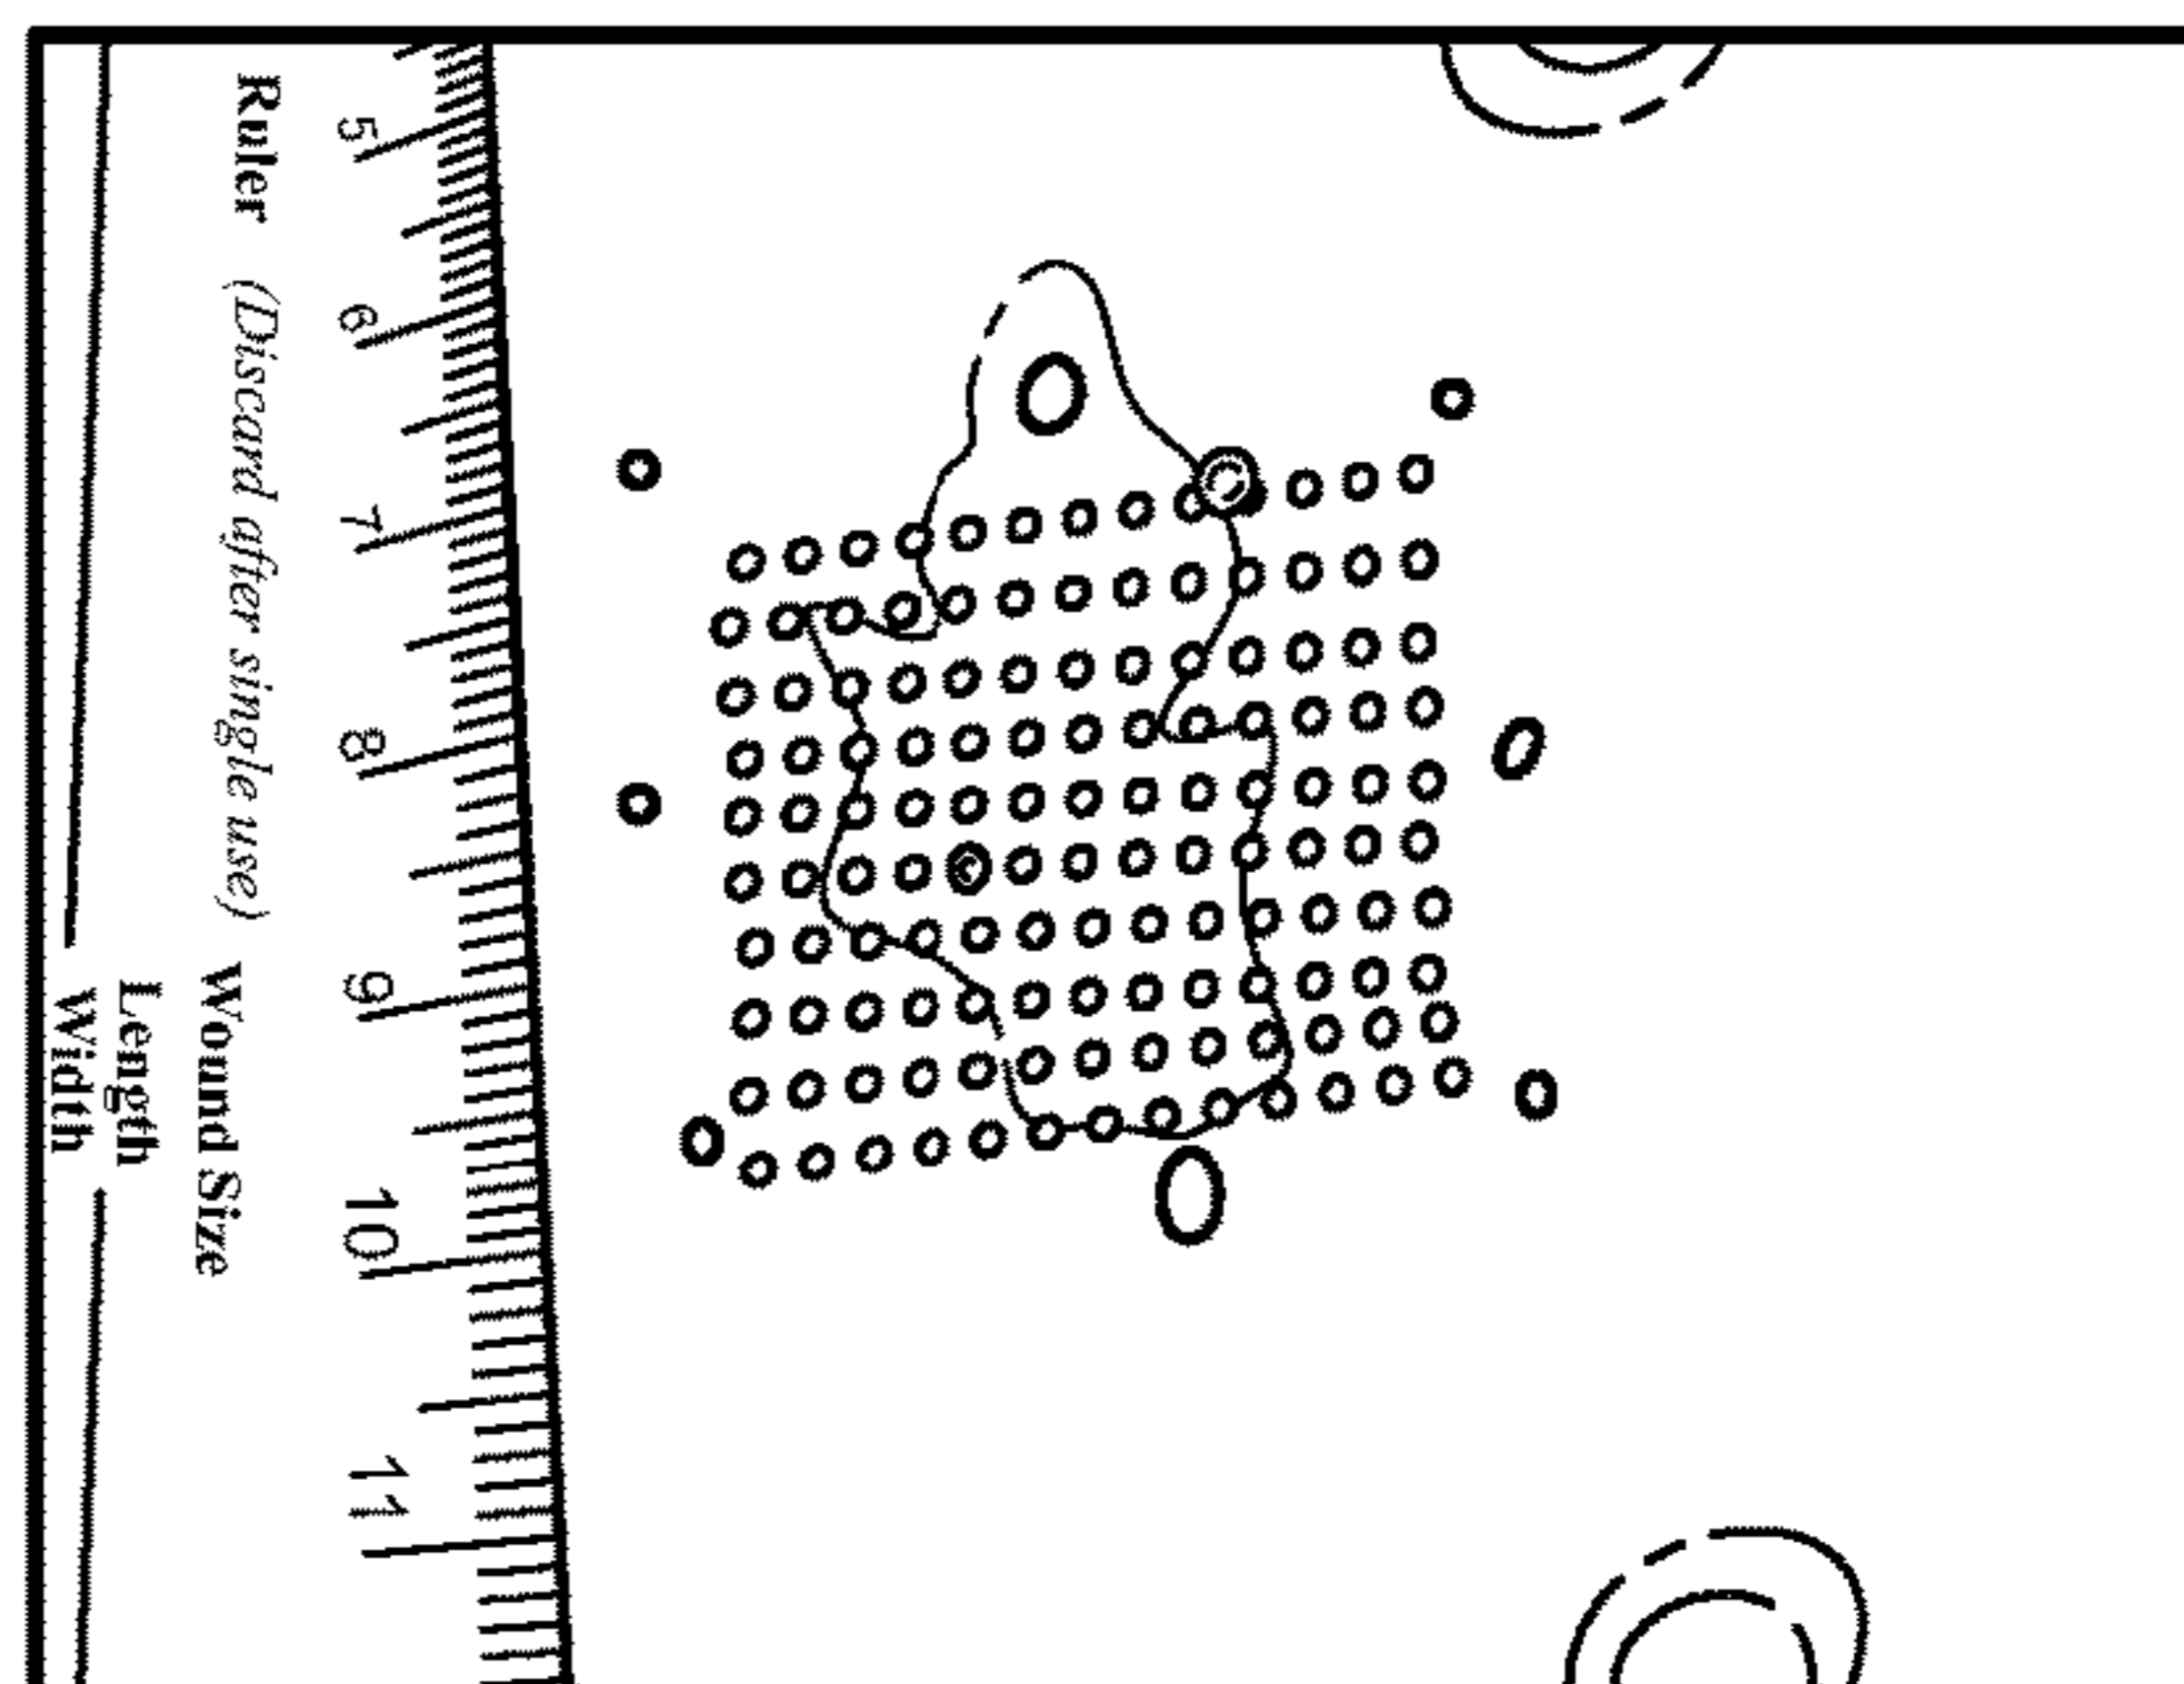 Ruler (Discard after single use)
Wound Size
Length
Width
5
6
7
8
9
10
11